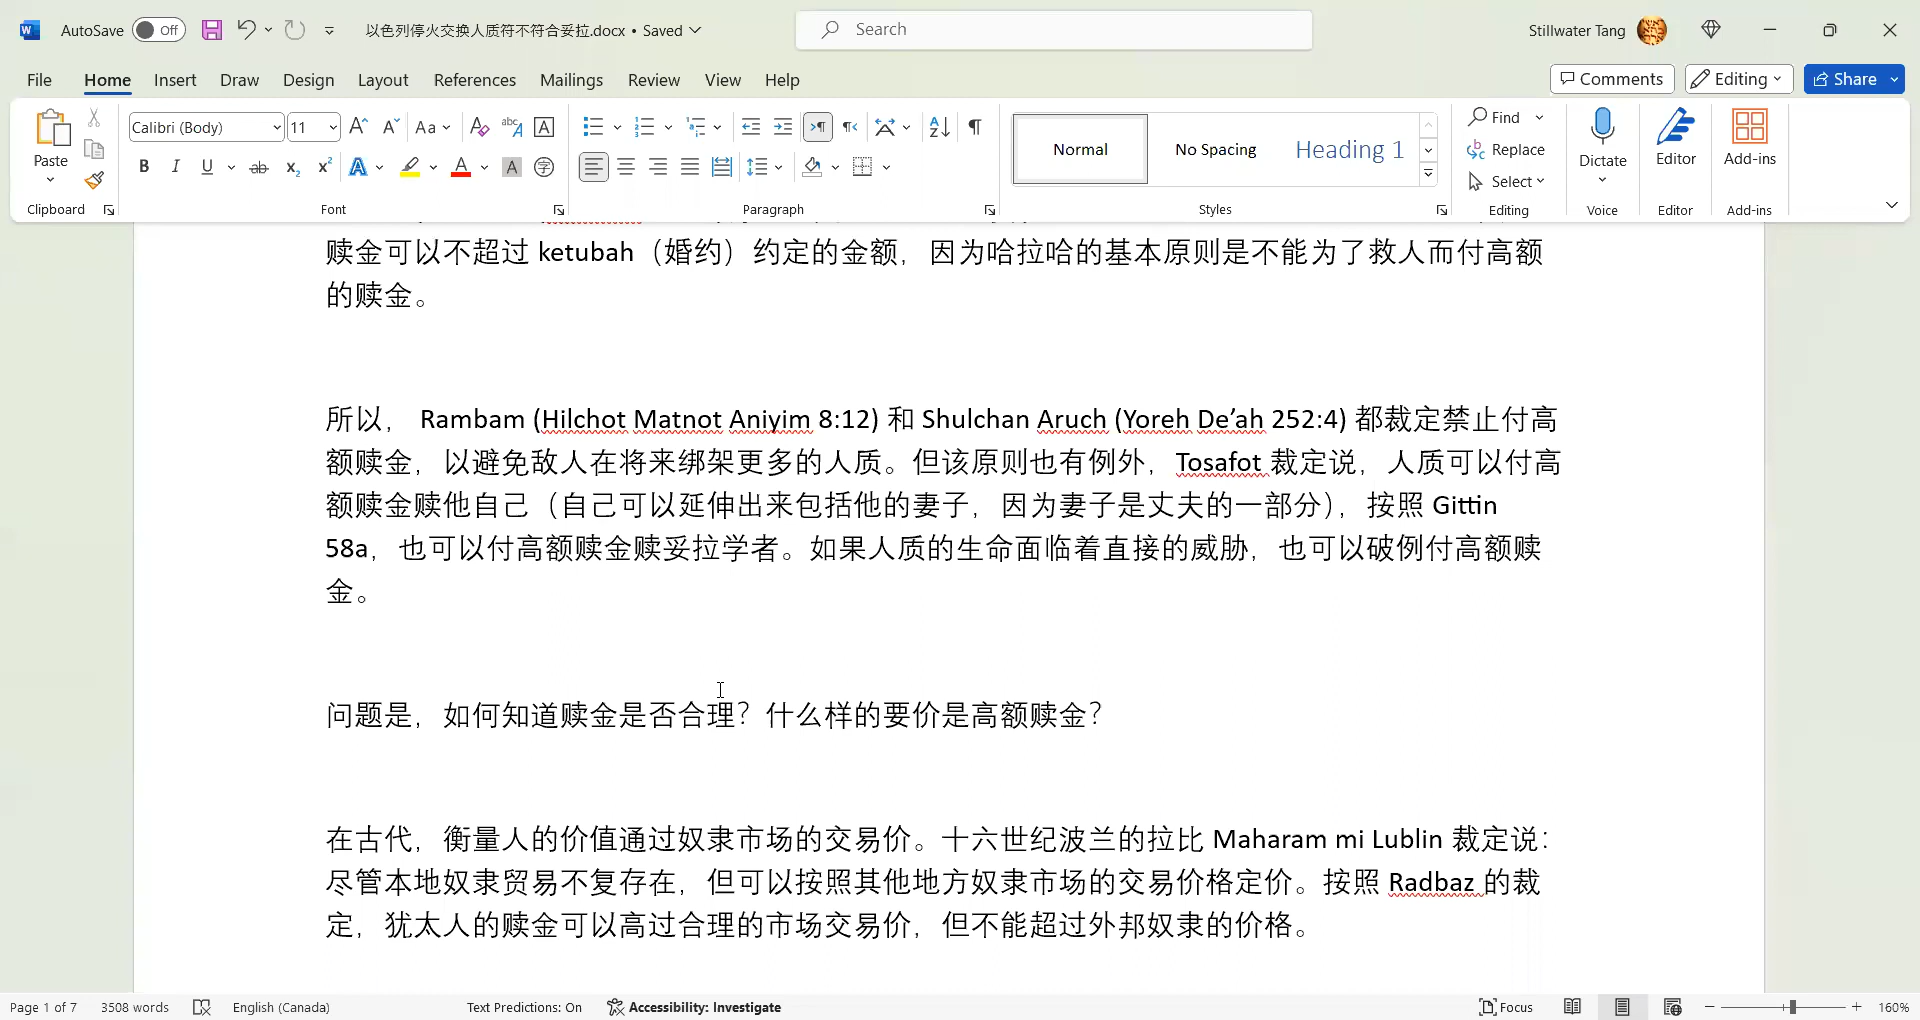 AutoSave Off 以色列停火交换人质符不符合妥拉.docx • Saved Search Stillwater Tang
File Home Insert Draw Design Layout References Mailings Review View Help Comments Editing Share
Calibri (Body) 11 Aa Find
Paste Normal No Spacing Heading 1 Replace Dictate Editor Add-ins
Select
Clipboard Font Paragraph Styles Editing Voice Editor Add-ins
赎金可以不超过 ketubah（婚约）约定的金额，因为哈拉哈的基本原则是不能为了救人而付高额
的赎金。
所以， Rambam (Hilchot Matnot Aniyim 8:12) 和 Shulchan Aruch (Yoreh De’ah 252:4) 都裁定禁止付高
额赎金，以避免敌人在将来绑架更多的人质。但该原则也有例外，Tosafot 裁定说，人质可以付高
额赎金赎他自己（自己可以延伸出来包括他的妻子，因为妻子是丈夫的一部分），按照 Gittin
58a，也可以付高额赎金赎妥拉学者。如果人质的生命面临着直接的威胁，也可以破例付高额赎
金。
问题是，如何知道赎金是否合理？什么样的要价是高额赎金？
在古代，衡量人的价值通过奴隶市场的交易价。十六世纪波兰的拉比 Maharam mi Lublin 裁定说：
尽管本地奴隶贸易不复存在，但可以按照其他地方奴隶市场的交易价格定价。按照 Radbaz 的裁
定，犹太人的赎金可以高过合理的市场交易价，但不能超过外邦奴隶的价格。
Page 1 of 7 3508 words English (Canada) Text Predictions: On Accessibility: Investigate Focus 160%